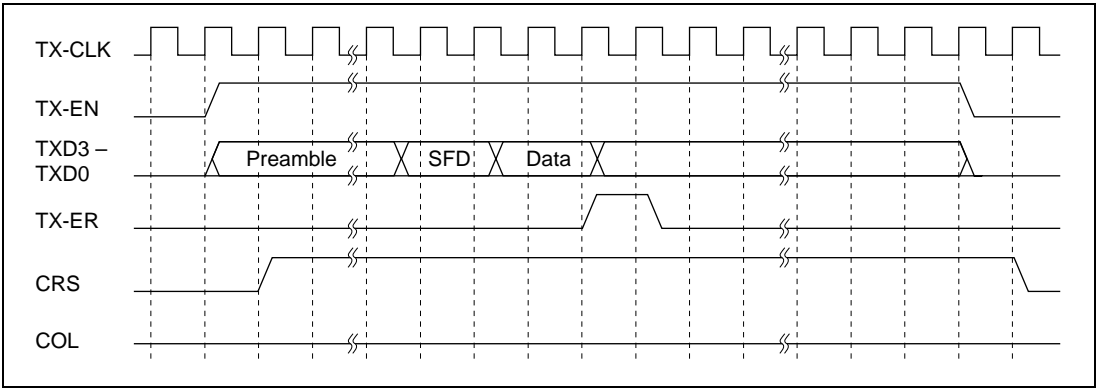 TX-CLK
TX-EN
TXD3 –
TXD0
Preamble
SFD
Data
TX-ER
CRS
COL